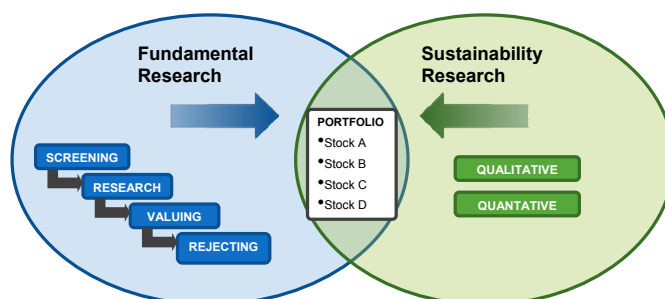 Fundamental
Research
SCREENING
RESEARCH
VALUING
REJECTING
PORTFOLIO
•Stock A
•Stock B
•Stock C
•Stock D
Sustainability
Research
QUALITATIVE
QUANTATIVE